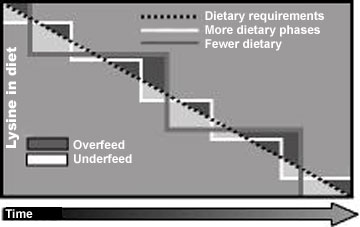 Dietary requirements
More dietary phases
Fewer dietary
Lysine in diet
Overfeed
Underfeed
Time